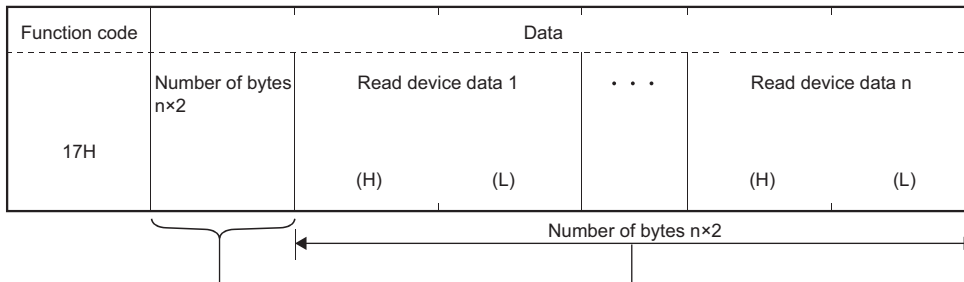 Function code
Data
17H
Number of bytes
n×2
Read device data 1
(H) (L)
· · ·
Read device data n
(H) (L)
Number of bytes n×2